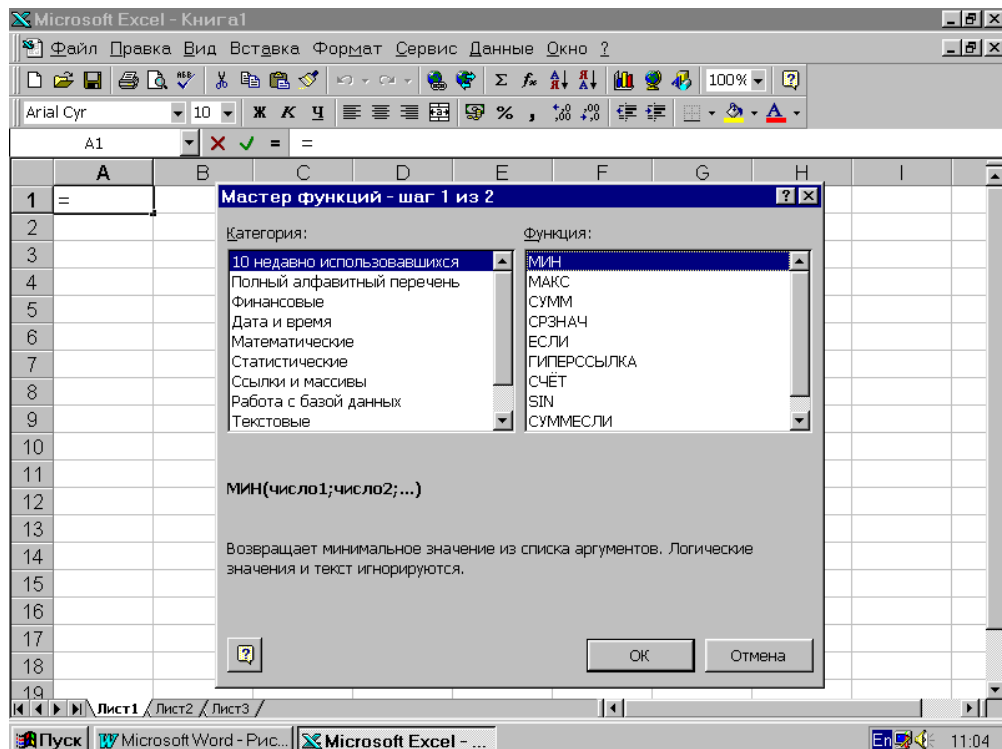 Microsoft Excel - Книга1
Файл Правка Вид Вставка Формат Сервис Данные Окно ?
100%
Arial Cyr 10 Ж К Ч % ,
A1 = =
A B C D E F G H I
1 =
2
3
4
5
6
7
8
9
10
11
12
13
14
15
16
17
18
19
Мастер функций - шаг 1 из 2
Категория: Функция:
10 недавно использовавшихся МИН
Полный алфавитный перечень МАКС
Финансовые СУММ
Дата и время СРЗНАЧ
Математические ЕСЛИ
Статистические ГИПЕРССЫЛКА
Ссылки и массивы СЧЁТ
Работа с базой данных SIN
Текстовые СУММЕСЛИ
МИН(число1;число2;...)
Возвращает минимальное значение из списка аргументов. Логические
значения и текст игнорируются.
ОК Отмена
Лист1 Лист2 Лист3
Пуск Microsoft Word - Рис... Microsoft Excel - ... En 11:04